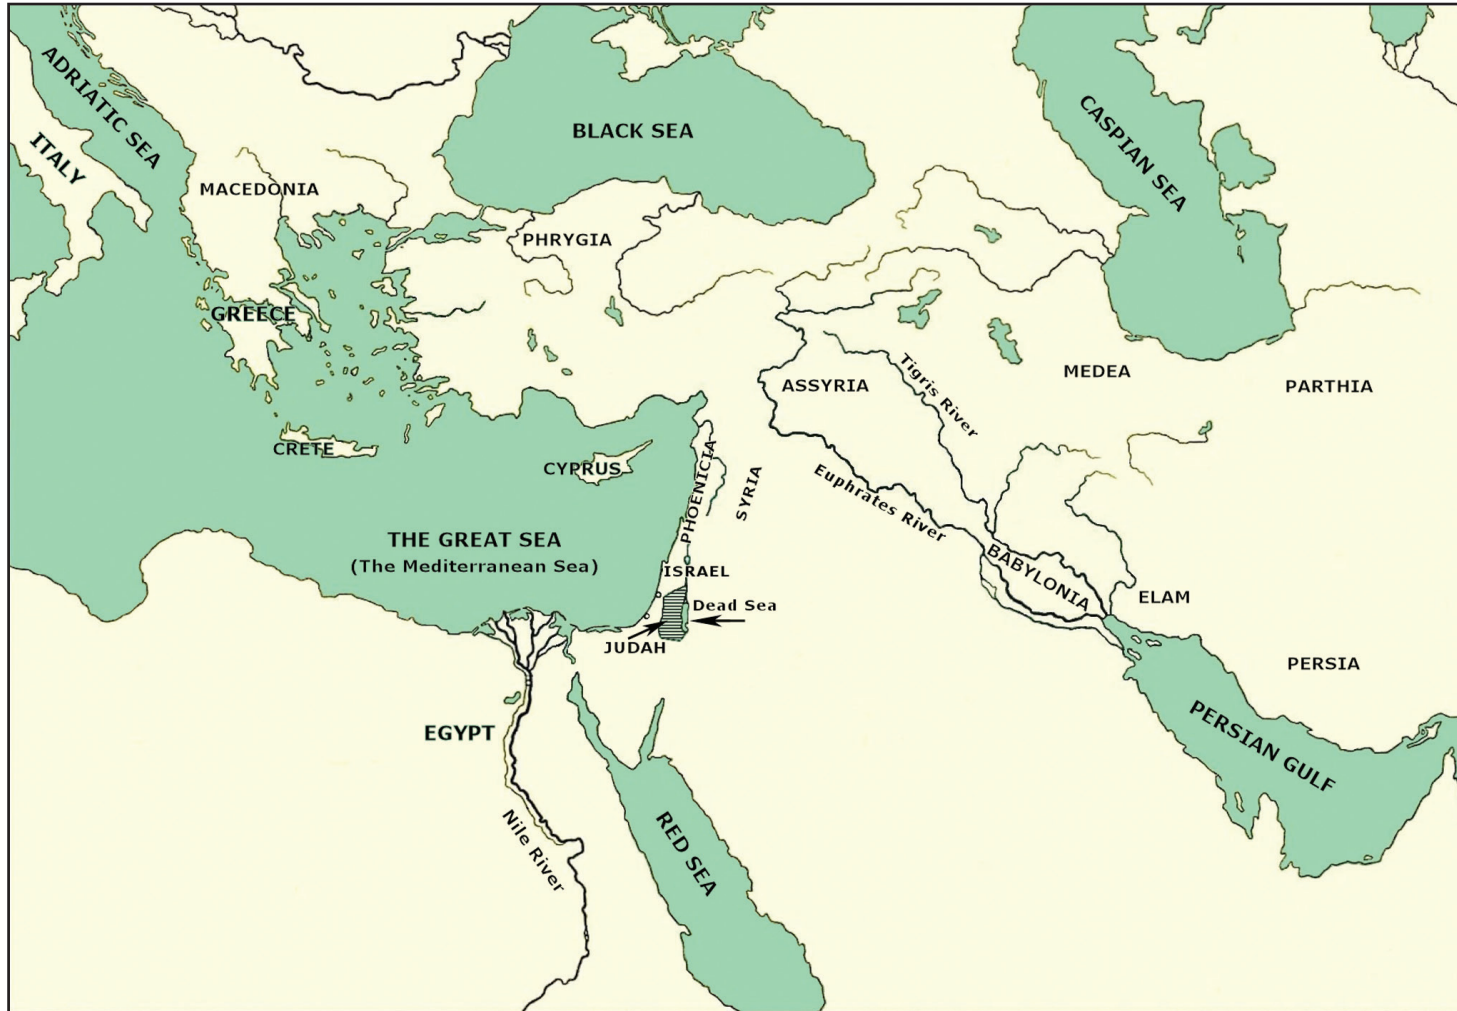 ADRIATIC SEA
ITALY
MACEDONIA
GREECE
CRETE
BLACK SEA
PHRYGIA
CYPRUS
CASPIAN SEA
ASSYRIA
Tigris River
MEDEA
PARTHIA
Euphrates River
PHOENICIA
SYRIA
THE GREAT SEA
(The Mediterranean Sea)
ISRAEL
Dead Sea
JUDAH
BABYLONIA
ELAM
PERSIA
PERSIAN GULF
EGYPT
Nile River
RED SEA